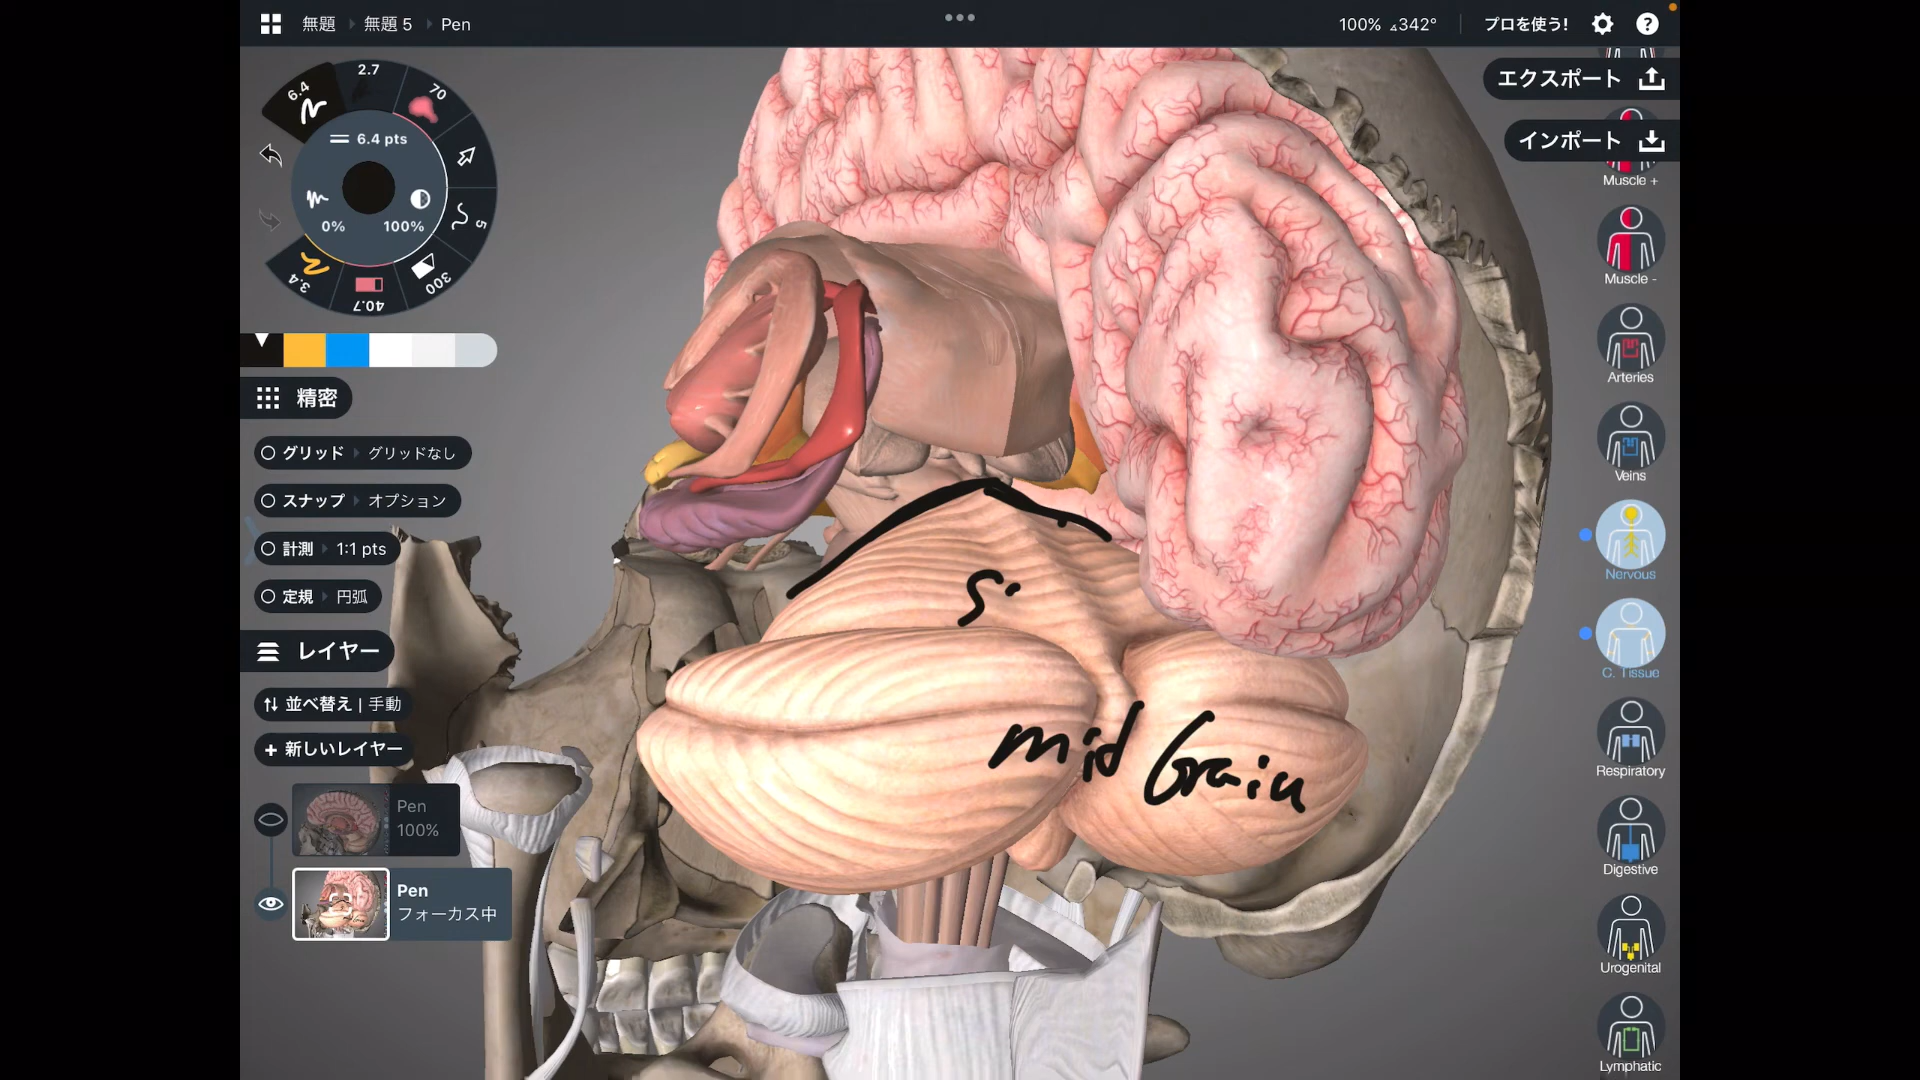 無題 無題 5 Pen
100% 342° プロを使う!
エクスポート
インポート
2.7
6.4
70
6.4 pts
0% 100%
5
3.4
40.7
300
精密
グリッド グリッドなし
スナップ オプション
計測 1:1 pts
定規 円弧
レイヤー
並べ替え | 手動
+ 新しいレイヤー
Pen
100%
Pen
フォーカス中
S.
mid brain
Muscle +
Muscle -
Arteries
Veins
Nervous
C. Tissue
Respiratory
Digestive
Urogenital
Lymphatic